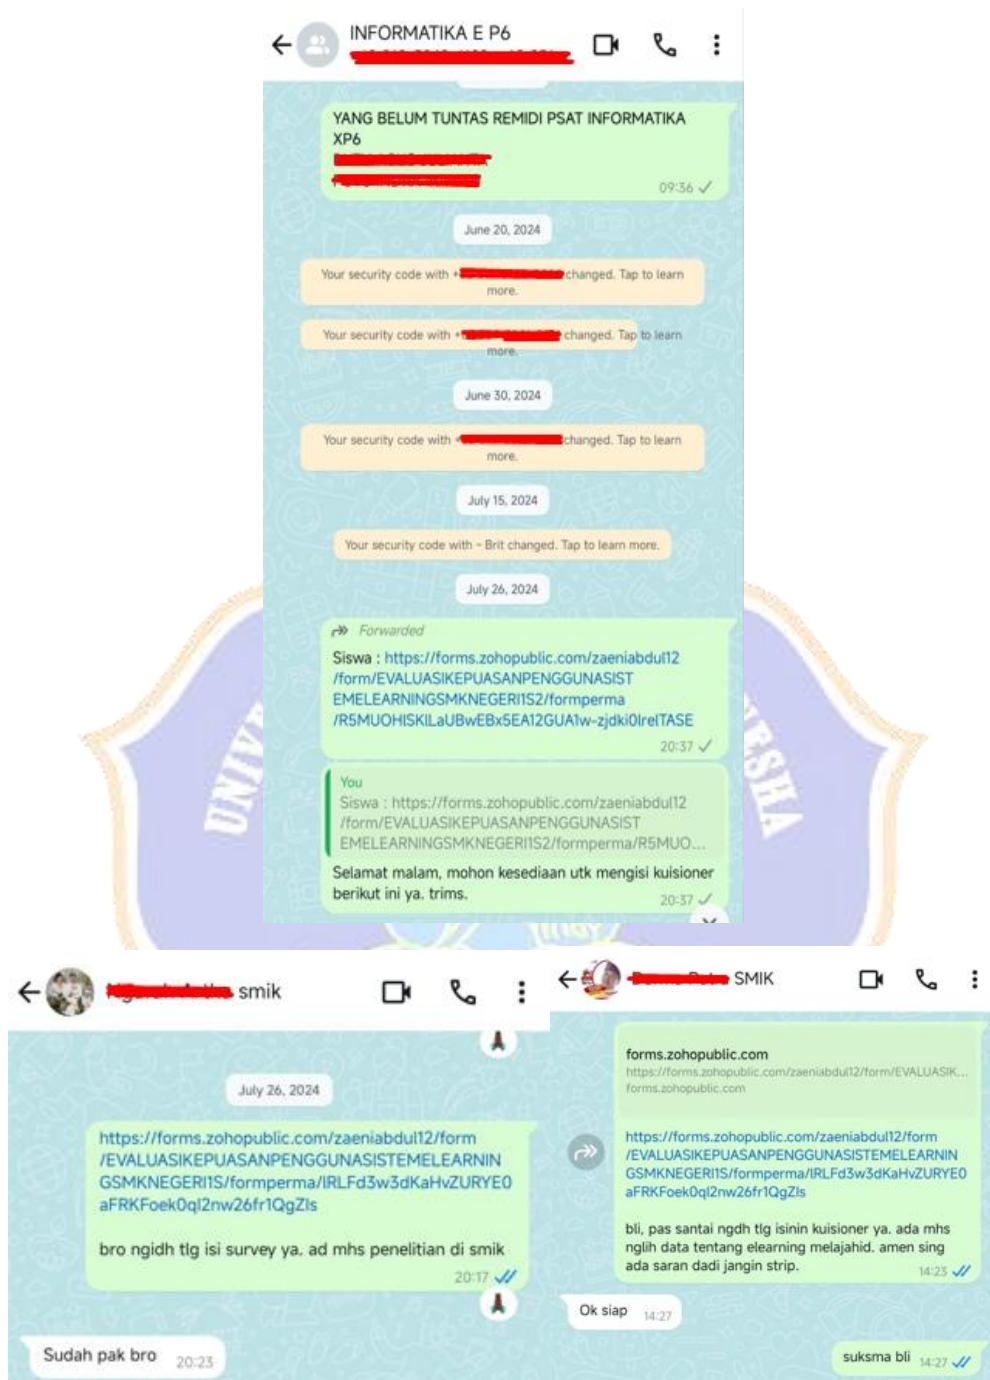 INFORMATIKA E P6
YANG BELUM TUNTAS REMIDI PSAT INFORMATIKA
XP6
09:36
June 20, 2024
Your security code with + changed. Tap to learn
more.
Your security code with + changed. Tap to learn
more.
June 30, 2024
Your security code with changed. Tap to learn
more.
July 15, 2024
Your security code with ~ Brit changed. Tap to learn more.
July 26, 2024
Forwarded
Siswa : https://forms.zohopublic.com/zaeniabdul12
/form/EVALUASIKEPUASANPENGGUNASIST
EMELEARNINGSMKNEGERI1S2/formperma
/R5MUOHISKILaUBwEBx5EA12GUA1w-zjdki0lrelTASE
20:37
You
Siswa : https://forms.zohopublic.com/zaeniabdul12
/form/EVALUASIKEPUASANPENGGUNASIST
EMELEARNINGSMKNEGERI1S2/formperma/R5MUO...
Selamat malam, mohon kesediaan utk mengisi kuisioner
berikut ini ya. trims.
20:37
smik
July 26, 2024
https://forms.zohopublic.com/zaeniabdul12/form
/EVALUASIKEPUASANPENGGUNASISTEMELEARNIN
GSMKNEGERI1S/formperma/IRLFd3w3dKaHvZURYE0
aFRKFoek0qI2nw26fr1QgZIs
bro ngidh tlg isi survey ya. ad mhs penelitian di smik
20:17
Sudah pak bro 20:23
SMIK
forms.zohopublic.com
https://forms.zohopublic.com/zaeniabdul12/form/EVALUASIK...
forms.zohopublic.com
https://forms.zohopublic.com/zaeniabdul12/form
/EVALUASIKEPUASANPENGGUNASISTEMELEARNIN
GSMKNEGERI1S/formperma/IRLFd3w3dKaHvZURYE0
aFRKFoek0qI2nw26fr1QgZIs
bli, pas santai ngdh tlg isinin kuisioner ya. ada mhs
nglih data tentang elearning melajahid. amen sing
ada saran dadi jangin strip.
14:23
Ok siap 14:27
suksma bli 14:27